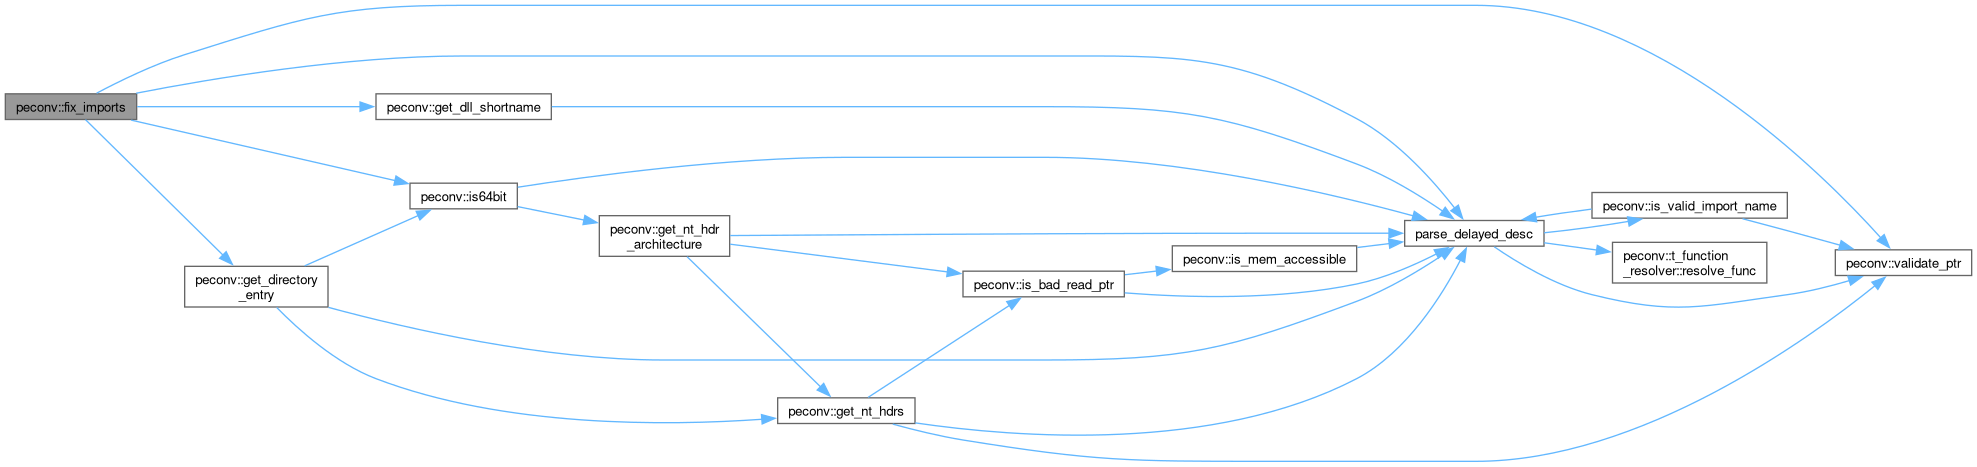 peconv::fix_imports
peconv::get_dll_shortname
peconv::is64bit
peconv::get_directory
_entry
peconv::get_nt_hdr
_architecture
peconv::get_nt_hdrs
peconv::is_bad_read_ptr
peconv::is_mem_accessible
parse_delayed_desc
peconv::is_valid_import_name
peconv::t_function
_resolver::resolve_func
peconv::validate_ptr